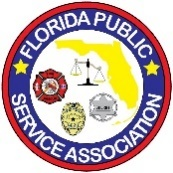 FLORIDA PUBLIC
SERVICE ASSOCIATION